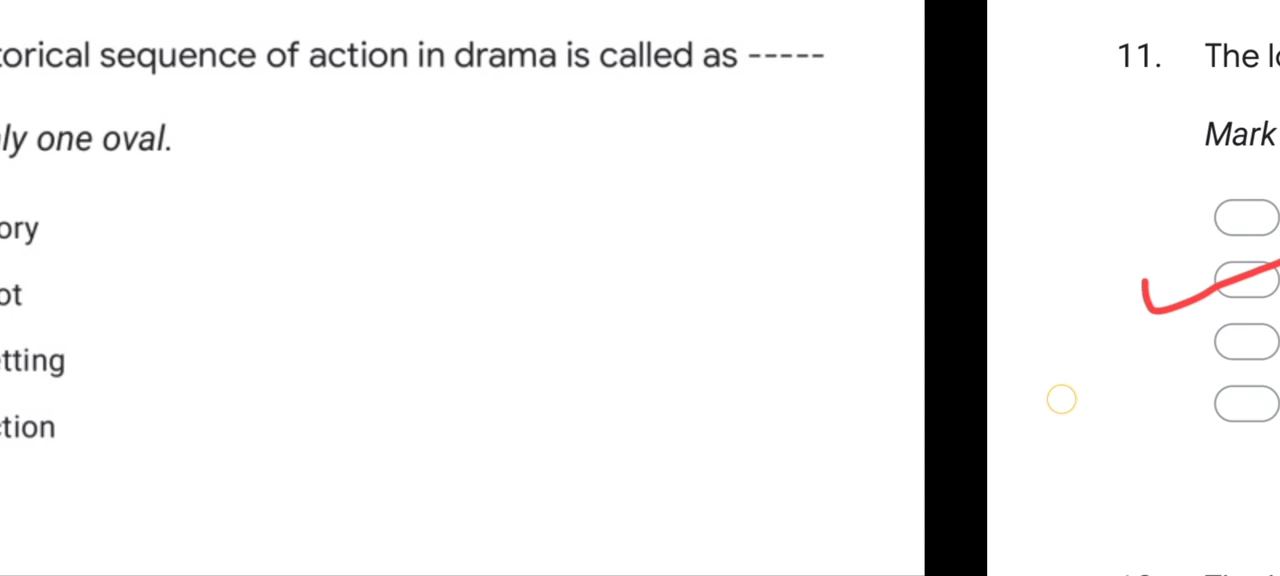 torical sequence of action in drama is called as -----
ly one oval.
ory
ot
tting
tion
11. The
Mark